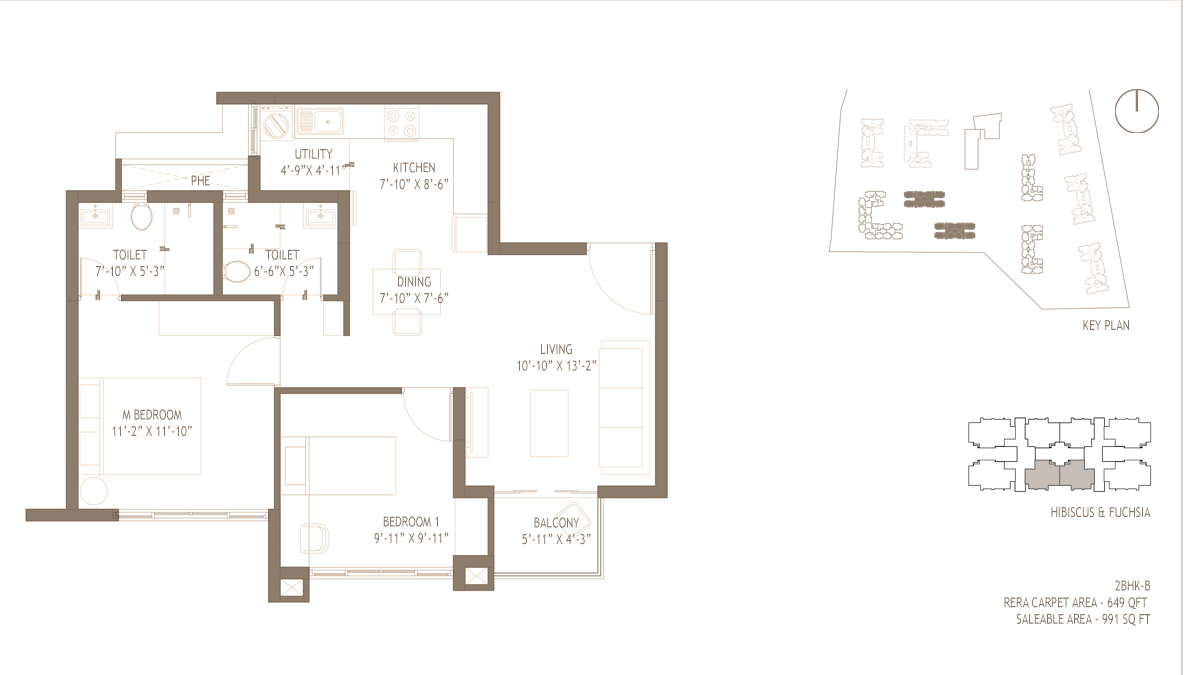 UTILITY
4'-9"X 4'-11"
KITCHEN
7'-10" X 8'-6"
PHE
TOILET
7'-10" X 5'-3"
TOILET
6'-6"X 5'-3"
DINING
7'-10" X 7'-6"
LIVING
10'-10" X 13'-2"
M BEDROOM
11'-2" X 11'-10"
BEDROOM 1
9'-11" X 9'-11"
BALCONY
5'-11" X 4'-3"
KEY PLAN
HIBISCUS & FUCHSIA
2BHK-B
RERA CARPET AREA - 649 QFT
SALEABLE AREA - 991 SQ FT